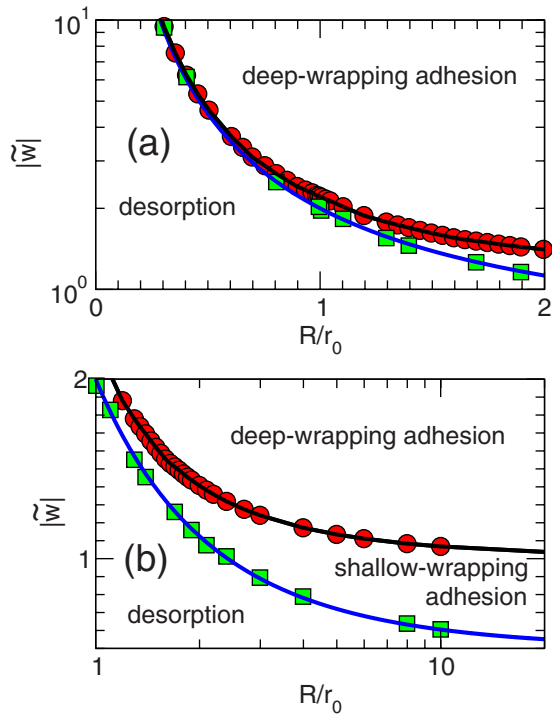 10¹
deep-wrapping adhesion
|w̃|
(a)
desorption
10⁰
0
1
2
R/r₀
2
deep-wrapping adhesion
|w̃|
1
(b)
shallow-wrapping
adhesion
desorption
1
10
R/r₀